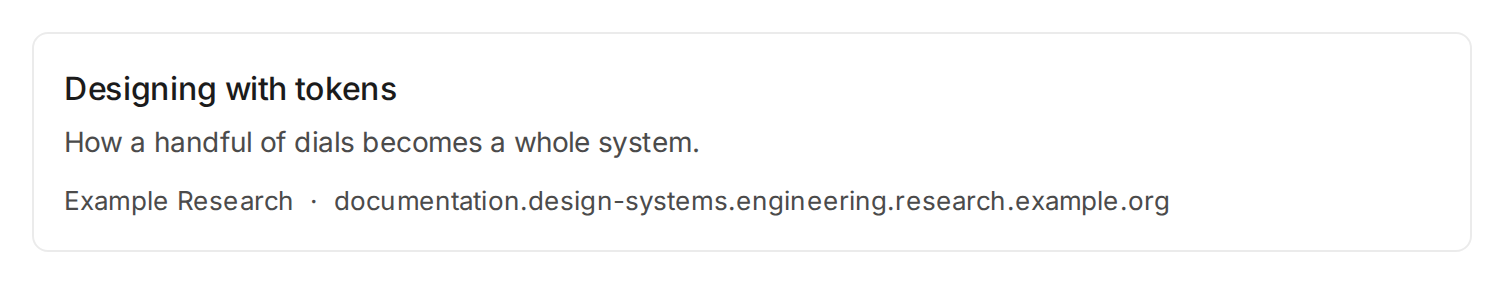 Designing with tokens
How a handful of dials becomes a whole system.
Example Research · documentation.design-systems.engineering.research.example.org